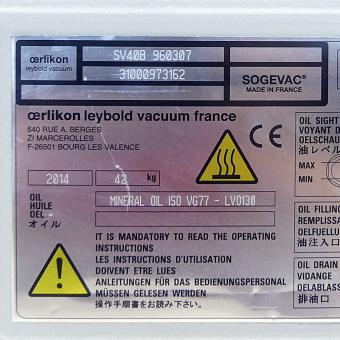 œrlikon
leybold vacuum
SV40B 960307
31000973162
SOGEVAC®
MADE IN FRANCE
œrlikon leybold vacuum france
640 RUE A. BERGES
ZI MARCEROLLES
F-26501 BOURG LES VALENCE
CE
2014 42 kg
OIL
HUILE
OEL
オイル
MINERAL OIL ISO VG77 - LVO130
IT IS MANDATORY TO READ THE OPERATING
INSTRUCTIONS
LES INSTRUCTIONS D'UTILISATION
DOIVENT ETRE LUES
ANLEITUNGEN FÜR DAS BEDIENUNGSPERSONAL
MÜSSEN GELESEN WERDEN
操作手順書をお読み下さい
OIL SIGHT
VOYANT D
OELSCHAU
油レベル
MAX
MIN
OIL FILLING
REMPLISSA
OELFUELLU
油注入口
OIL DRAIN
VIDANGE
OELABLASS
排油口